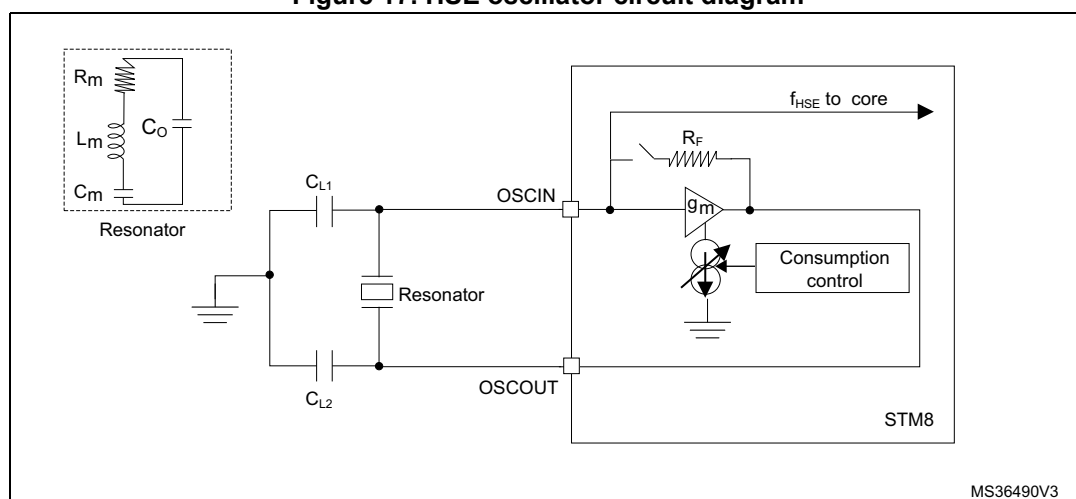 Figure 17. HSE oscillator circuit diagram
Rm
Lm
CO
Cm
Resonator
CL1
CL2
Resonator
OSCIN
OSCOUT
fHSE to core
RF
gm
Consumption
control
STM8
MS36490V3